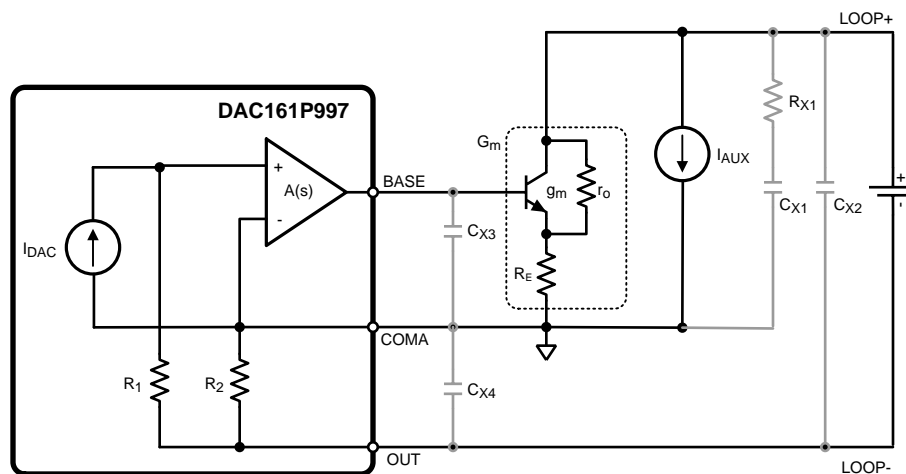 LOOP+
DAC161P997
Gm
RX1
+
A(s)
-
BASE
gm
ro
IAUX
+
-
IDAC
CX3
CX1
CX2
RE
COMA
R1
R2
CX4
OUT
LOOP-